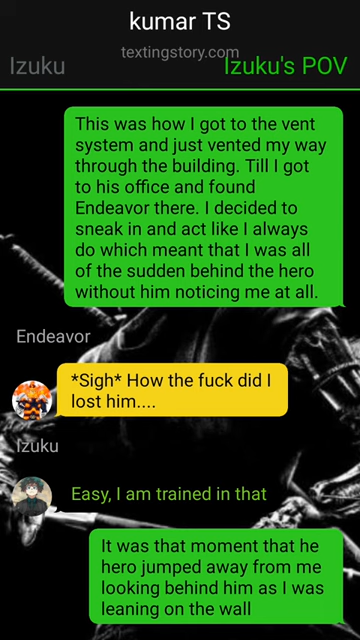 kumar TS
textingstory.com
Izuku
Izuku's POV
This was how I got to the vent
system and just vented my way
through the building. Till I got
to his office and found
Endeavor there. I decided to
sneak in and act like I always
do which meant that I was all
of the sudden behind the hero
without him noticing me at all.
Endeavor
*Sigh* How the fuck did I
lost him....
Izuku
Easy, I am trained in that
It was that moment that he
hero jumped away from me
looking behind him as I was
leaning on the wall